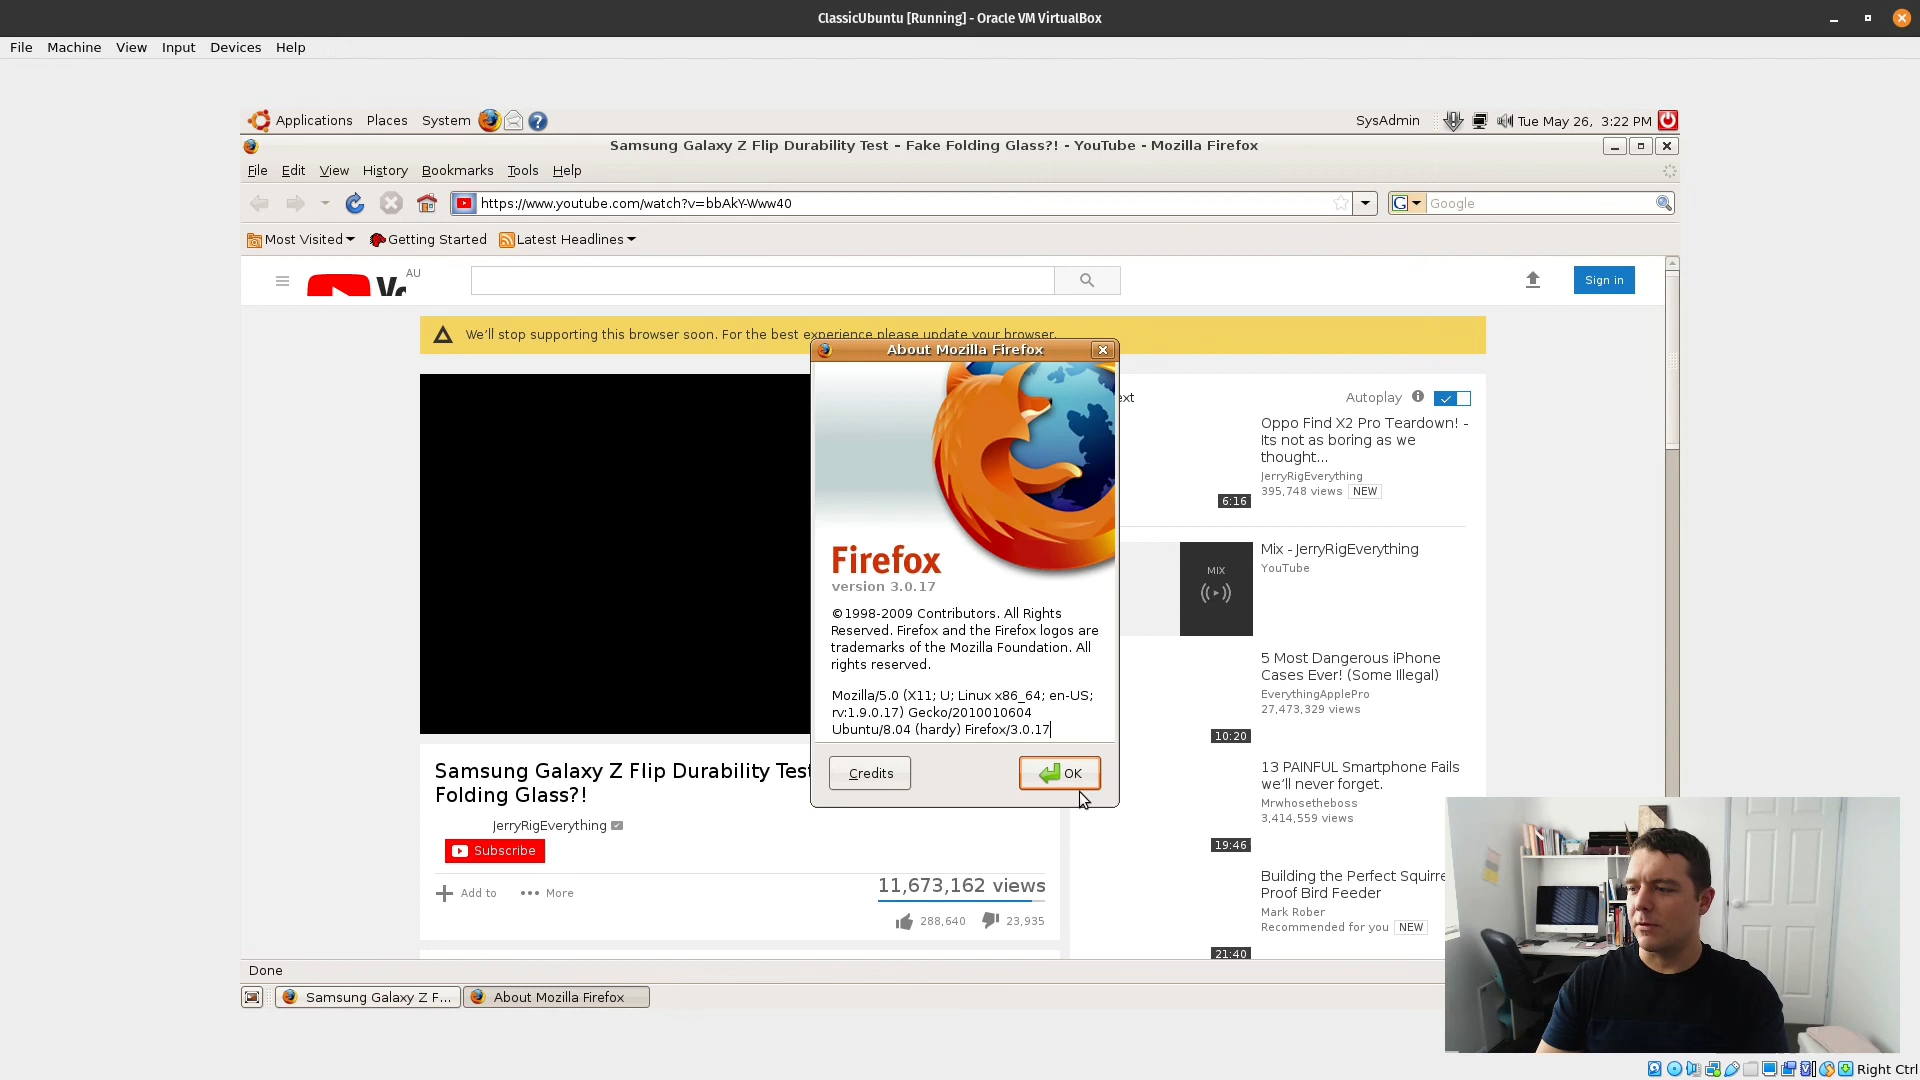 ClassicUbuntu [Running] - Oracle VM VirtualBox
File Machine View Input Devices Help
Applications Places System
SysAdmin
Tue May 26, 3:22 PM
Samsung Galaxy Z Flip Durability Test – Fake Folding Glass?! - YouTube - Mozilla Firefox
File Edit View History Bookmarks Tools Help
https://www.youtube.com/watch?v=bbAkY-Www40
G
Google
Most Visited Getting Started Latest Headlines
AU
Sign in
We'll stop supporting this browser soon. For the best experience please update your browser.
About Mozilla Firefox
Firefox
version 3.0.17
©1998-2009 Contributors. All Rights
Reserved. Firefox and the Firefox logos are
trademarks of the Mozilla Foundation. All
rights reserved.
Mozilla/5.0 (X11; U; Linux x86_64; en-US;
rv:1.9.0.17) Gecko/2010010604
Ubuntu/8.04 (hardy) Firefox/3.0.17
Credits
OK
Autoplay
Oppo Find X2 Pro Teardown! -
Its not as boring as we
thought...
JerryRigEverything
395,748 views NEW
6:16
Mix - JerryRigEverything
YouTube
MIX
5 Most Dangerous iPhone
Cases Ever! (Some Illegal)
EverythingApplePro
27,473,329 views
10:20
13 PAINFUL Smartphone Fails
we'll never forget.
Mrwhosetheboss
3,414,559 views
19:46
Building the Perfect Squirre
Proof Bird Feeder
Mark Rober
Recommended for you NEW
21:40
Samsung Galaxy Z Flip Durability Test
Folding Glass?!
JerryRigEverything
Subscribe
Add to
More
11,673,162 views
288,640
23,935
Done
Samsung Galaxy Z F...
About Mozilla Firefox
Right Ctrl